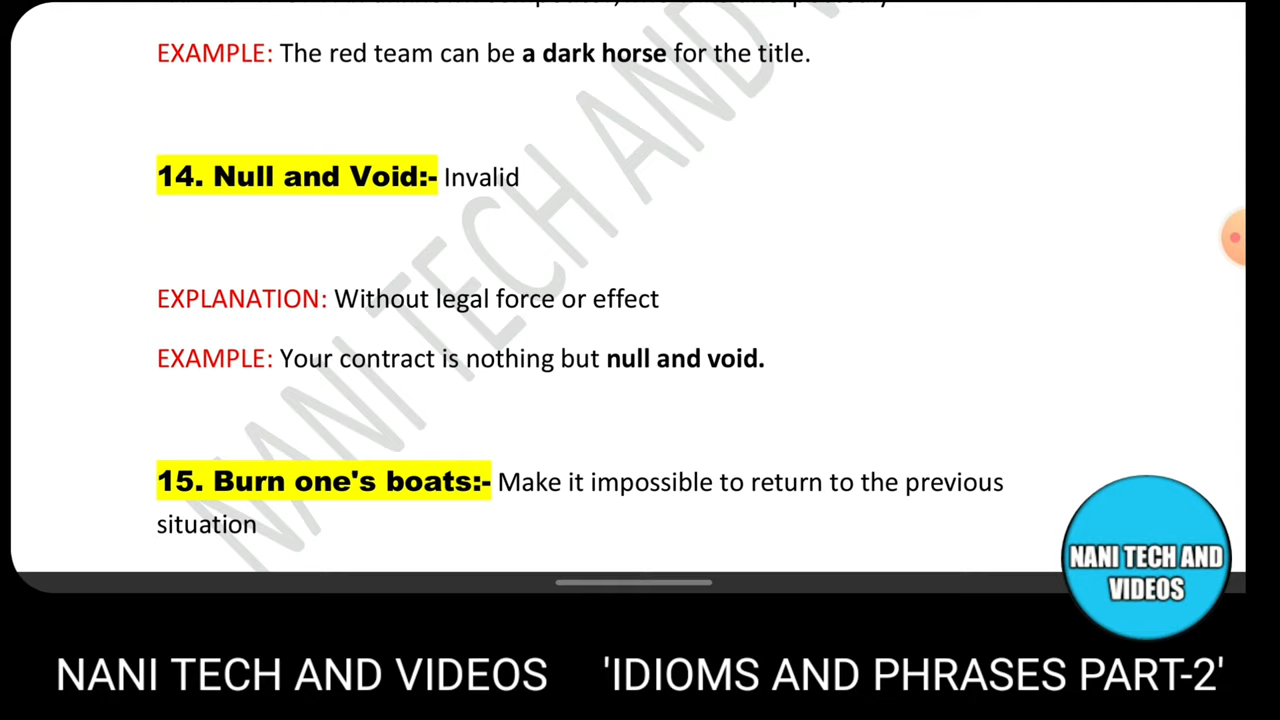 EXAMPLE: The red team can be a dark horse for the title.
14. Null and Void:- Invalid
EXPLANATION: Without legal force or effect
EXAMPLE: Your contract is nothing but null and void.
15. Burn one's boats:- Make it impossible to return to the previous
situation
NANI TECH AND V
NANI TECH AND
VIDEOS
NANI TECH AND VIDEOS 'IDIOMS AND PHRASES PART-2'